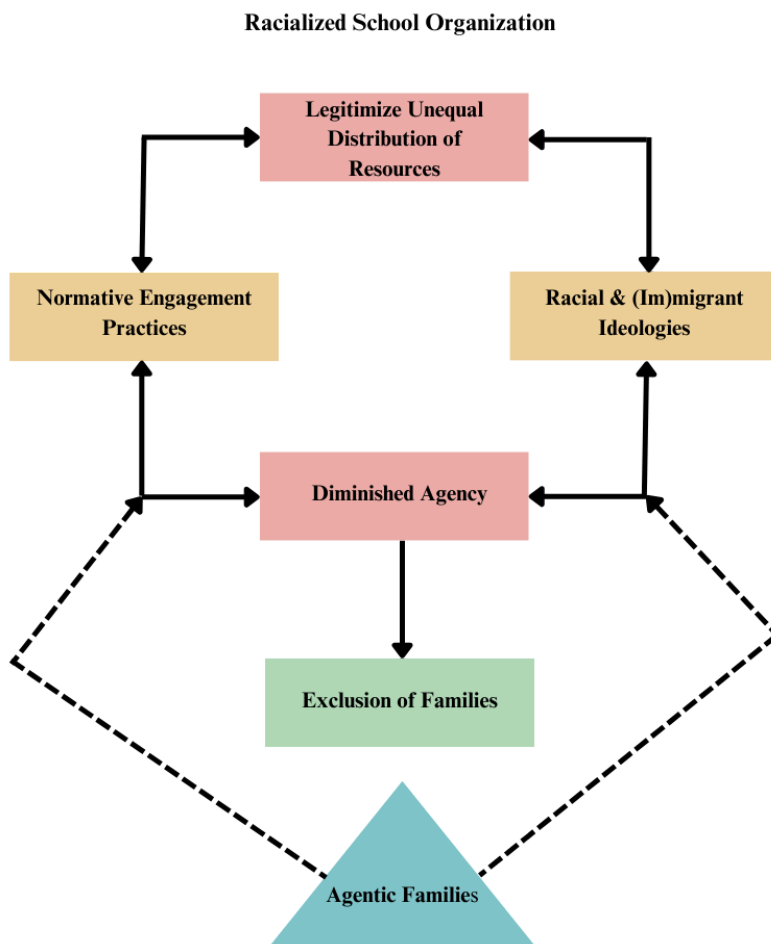 Racialized School Organization
Legitimize Unequal
Distribution of
Resources
Normative Engagement
Practices
Racial & (Im)migrant
Ideologies
Diminished Agency
Exclusion of Families
Agentic Families